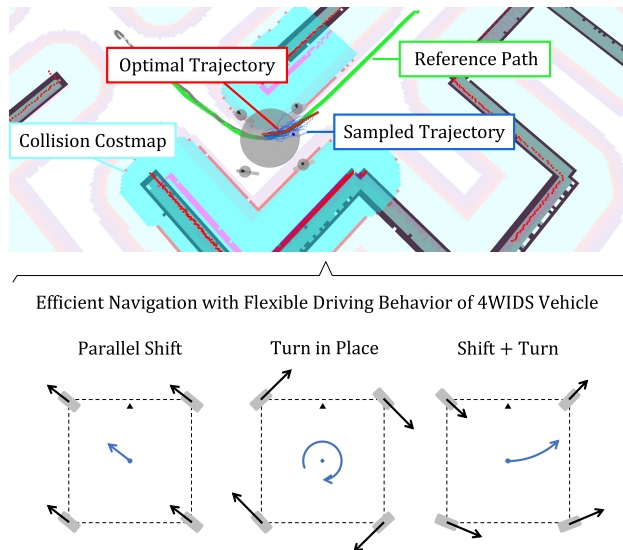 Optimal Trajectory
Reference Path
Collision Costmap
Sampled Trajectory
Efficient Navigation with Flexible Driving Behavior of 4WIDS Vehicle
Parallel Shift
Turn in Place
Shift + Turn